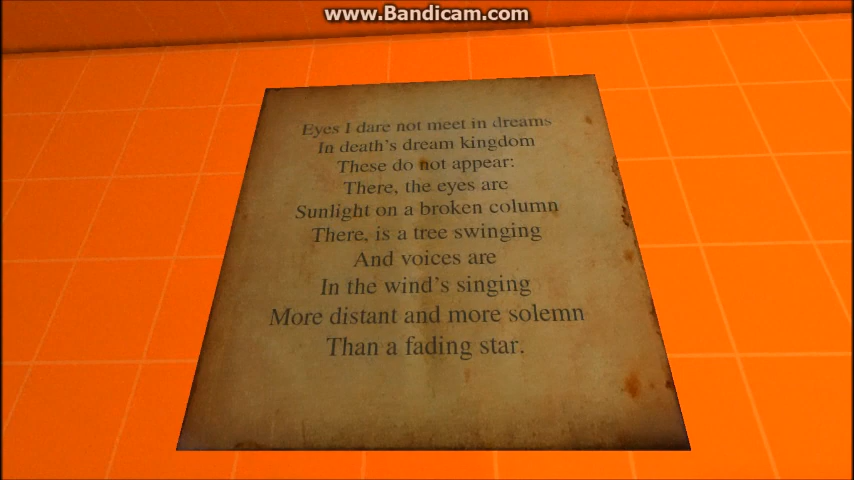 www.Bandicam.com
Eyes I dare not meet in dreams
In death's dream kingdom
These do not appear:
There, the eyes are
Sunlight on a broken column
There, is a tree swinging
And voices are
In the wind's singing
More distant and more solemn
Than a fading star.